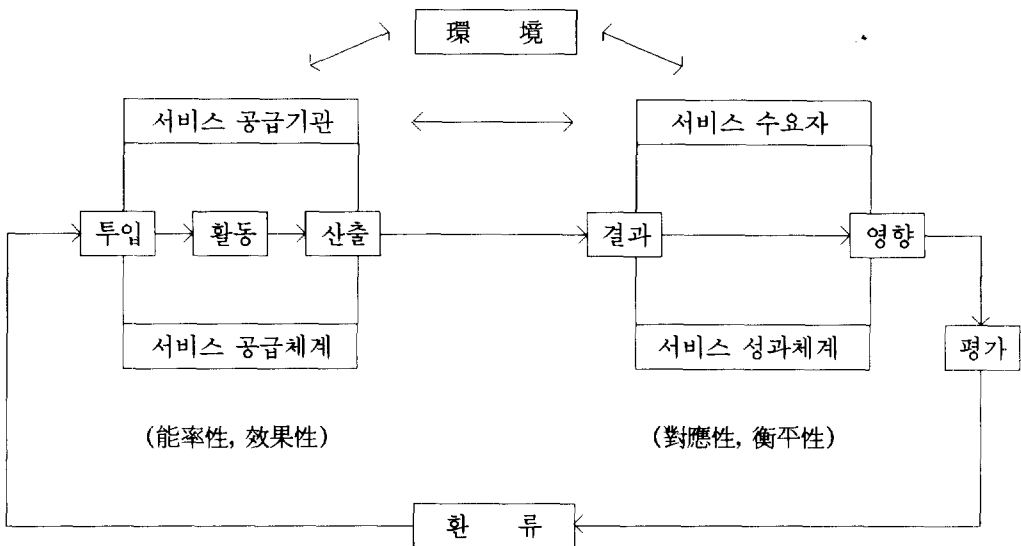 環 境
서비스 공급기관
서비스 수요자
투입 활동 산출 결과 영향
서비스 공급체계
서비스 성과체계
평가
(能率性, 效果性)
(對應性, 衡平性)
환 류